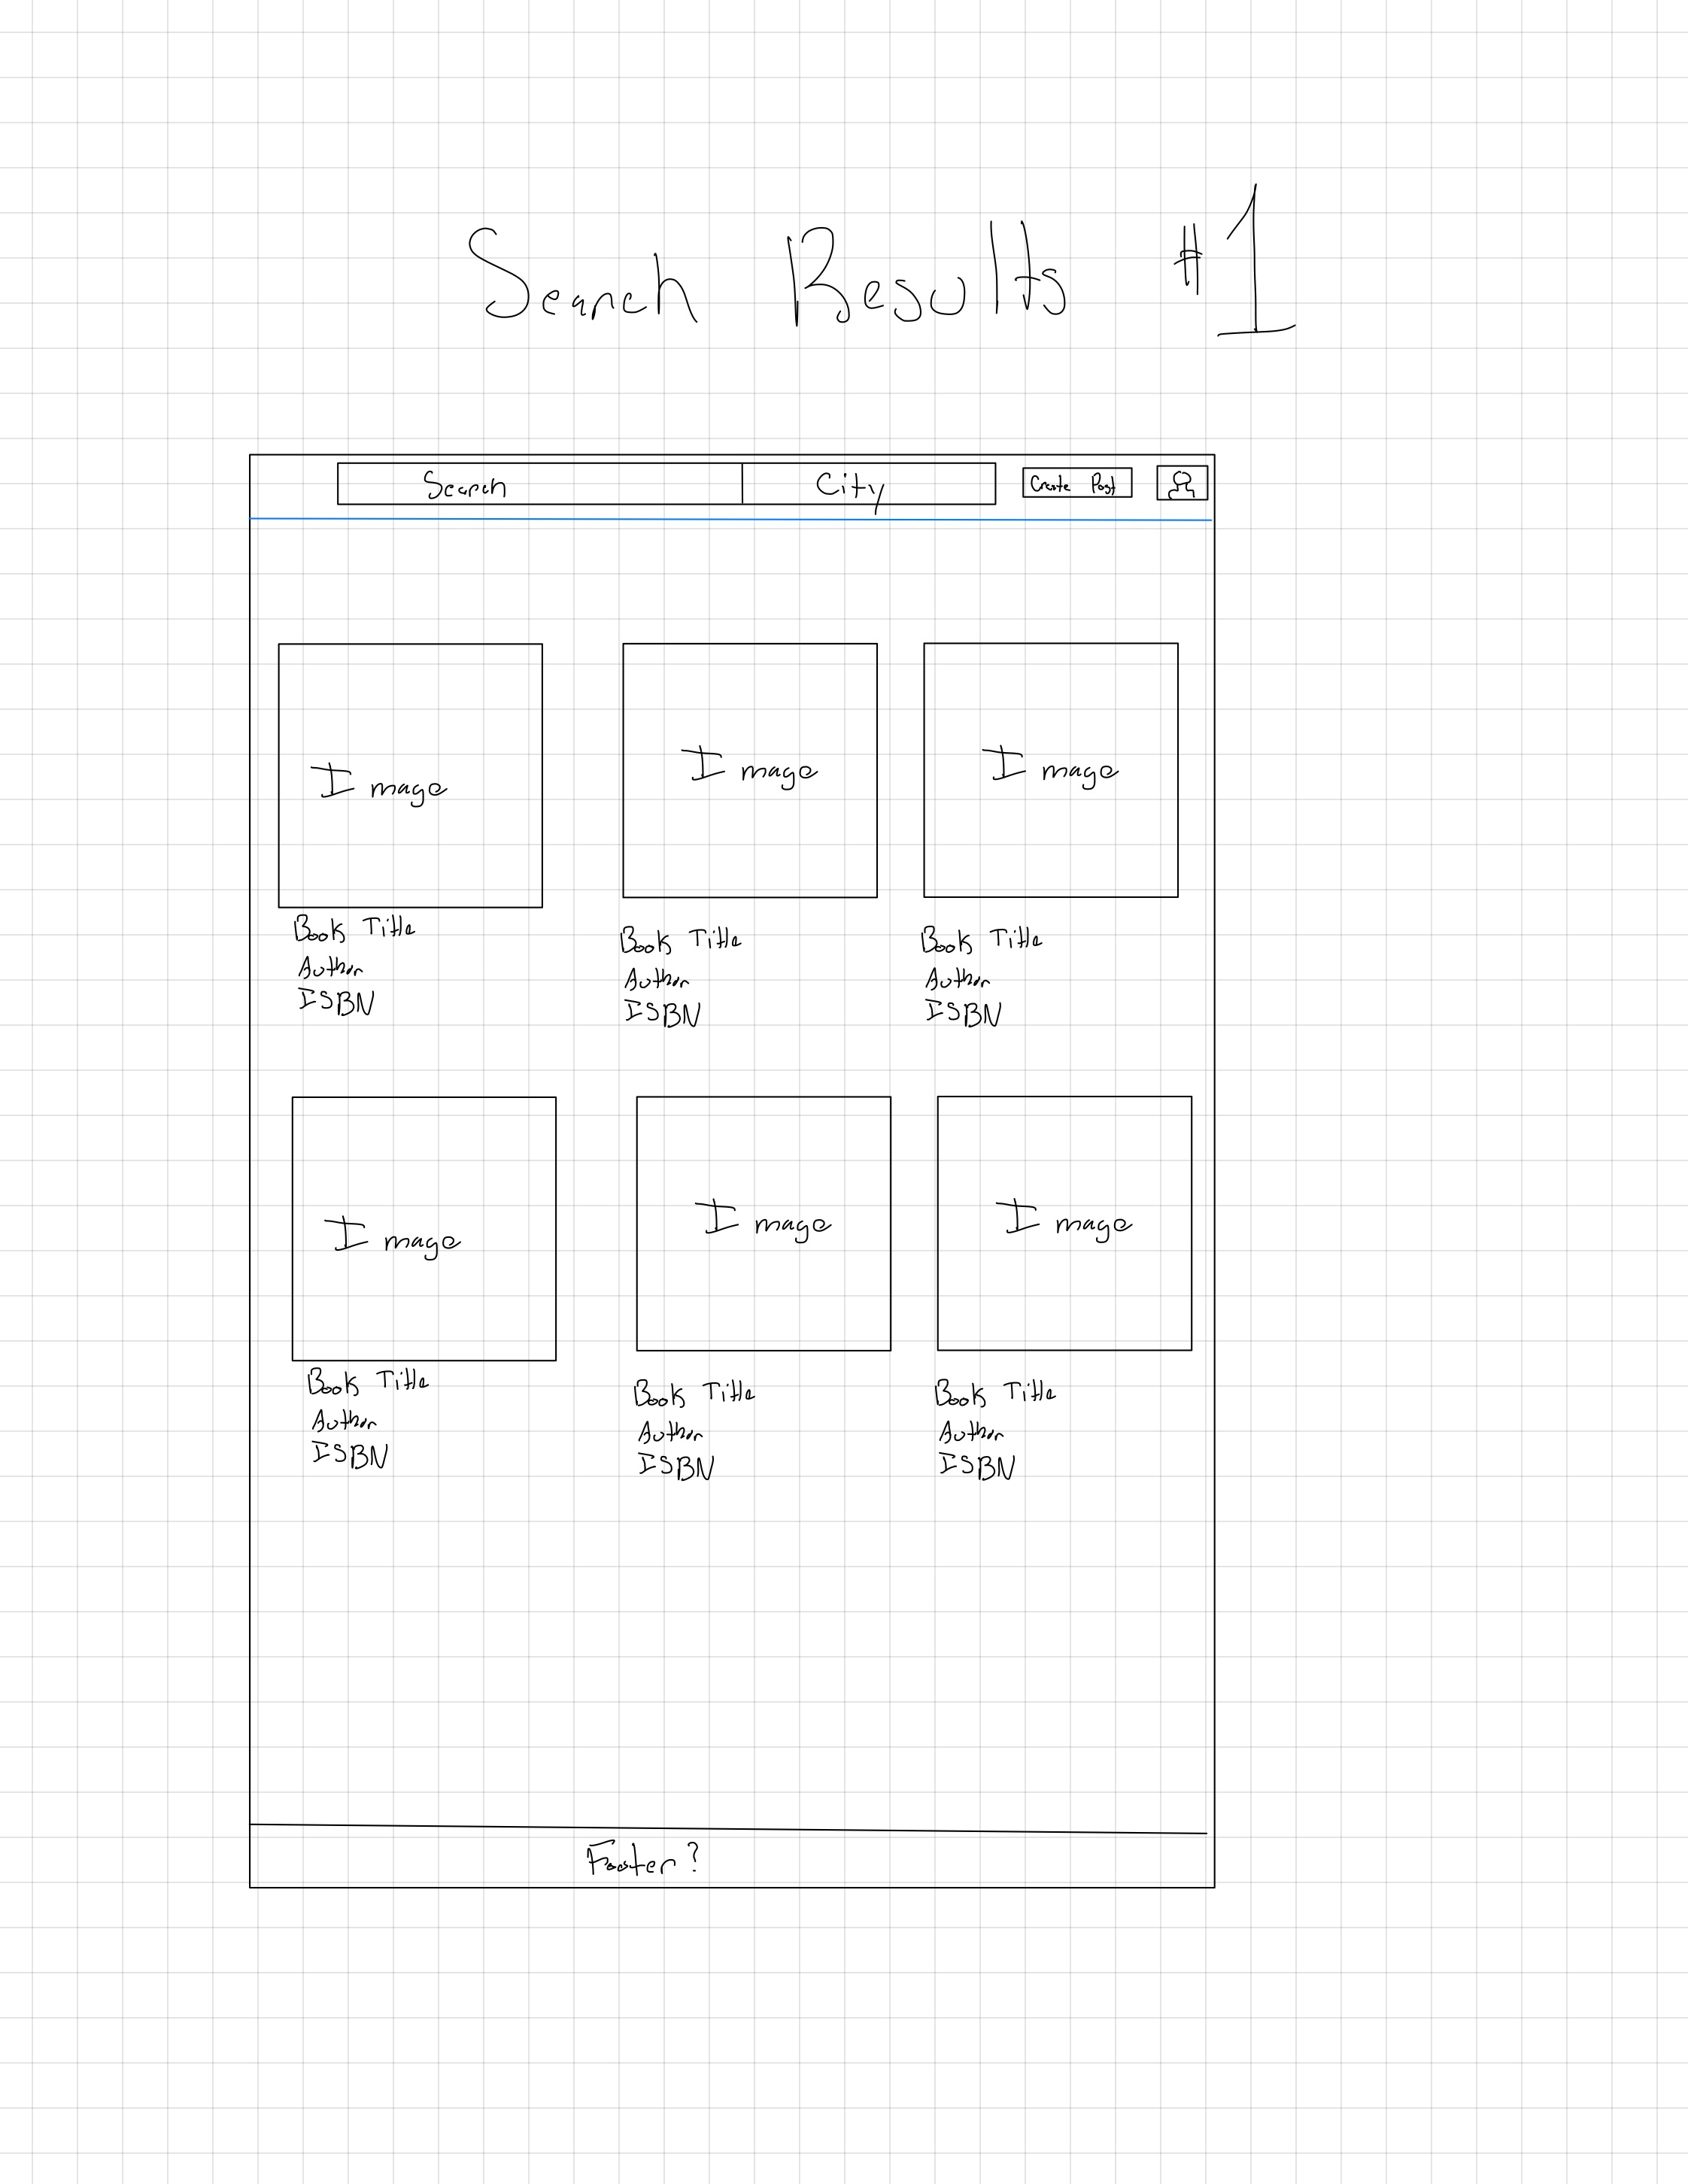 Search Results #1
Search City Create Post
Image Image Image
Book Title Book Title Book Title
Author Author Author
ISBN ISBN ISBN
Image Image Image
Book Title Book Title Book Title
Author Author Author
ISBN ISBN ISBN
Footer?